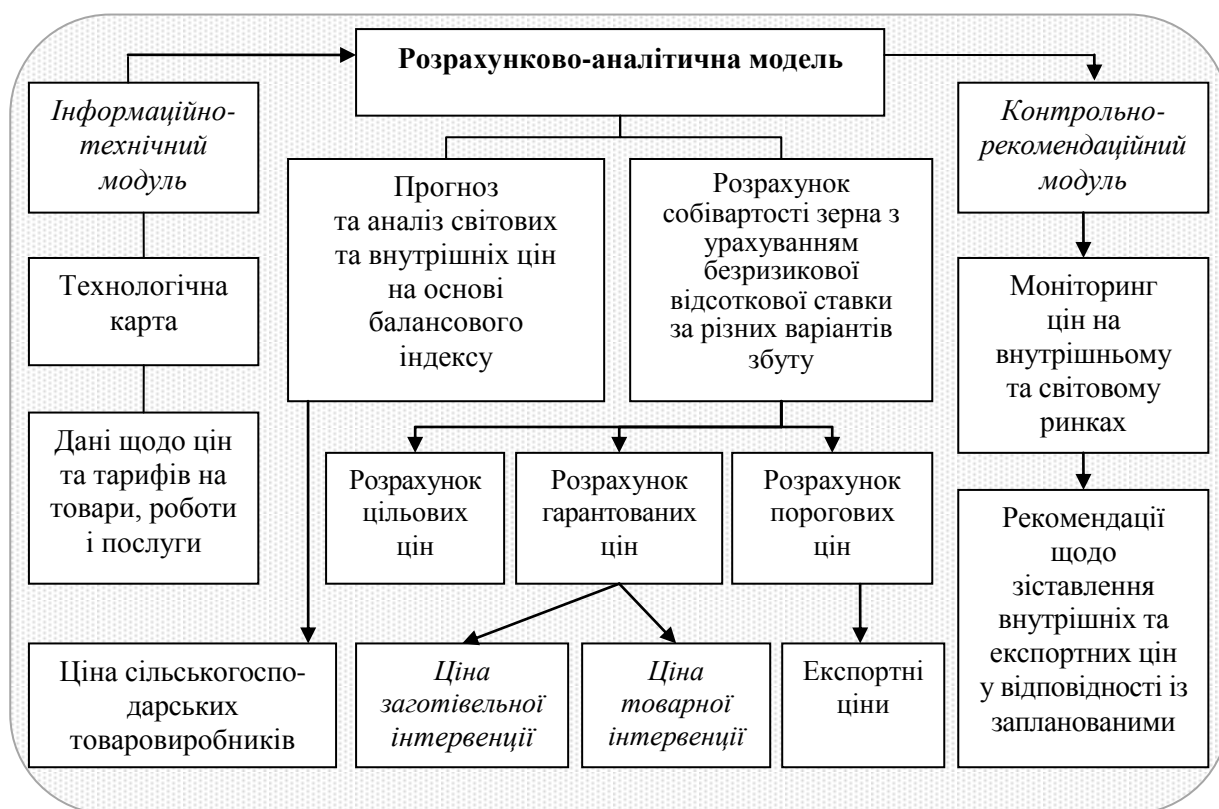 Розрахунково-аналітична модель
Інформаційно-
технічний
модуль
Контрольно-
рекомендаційний
модуль
Прогноз
та аналіз світових
та внутрішніх цін
на основі
балансового
індексу
Розрахунок
собівартості зерна з
урахуванням
безризикової
відсоткової ставки
за різних варіантів
збуту
Технологічна
карта
Моніторинг
цін на
внутрішньому
та світовому
ринках
Дані щодо цін
та тарифів на
товари, роботи
і послуги
Розрахунок
цільових
цін
Розрахунок
гарантованих
цін
Розрахунок
порогових
цін
Рекомендації
щодо
зіставлення
внутрішніх та
експортних цін
у відповідності із
запланованими
Ціна сільськогоспо-
дарських
товаровиробників
Ціна
заготівельної
інтервенції
Ціна
товарної
інтервенції
Експортні
ціни